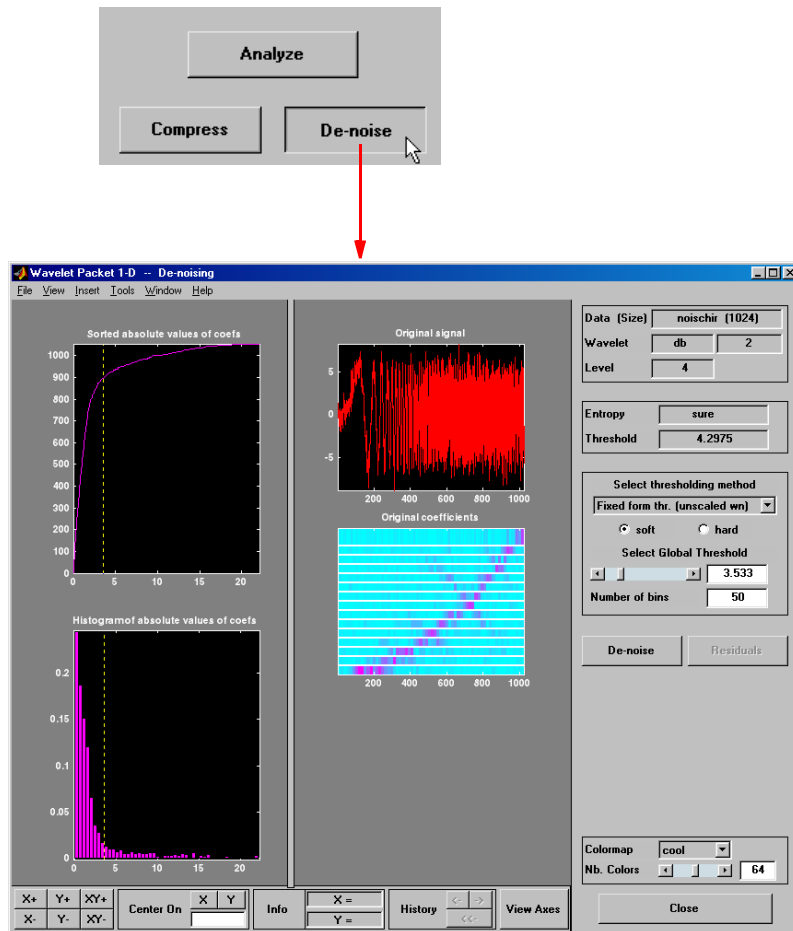 Analyze
Compress De-noise
Wavelet Packet 1-D -- De-noising
File View Insert Tools Window Help
Sorted absolute values of coefs
1000
900
800
700
600
500
400
300
200
100
0
0 5 10 15 20
Histogramof absolute values of coefs
0.2
0.1
0.05
0
0 5 10 15 20
Original signal
5
0
-5
200 400 600 800 1000
Original coefficients
200 400 600 800 1000
Data (Size) noischir (1024)
Wavelet db 2
Level 4
Entropy sure
Threshold 4.2975
Select thresholding method
Fixed form thr. (unscaled wn)
soft hard
Select Global Threshold
3.533
Number of bins 50
De-noise Residuals
Colormap cool
Nb. Colors 64
Close
X+ Y+ XY+
X- Y- XY-
Center On X Y
Info X =
Y =
History <- ->
<<-
View Axes